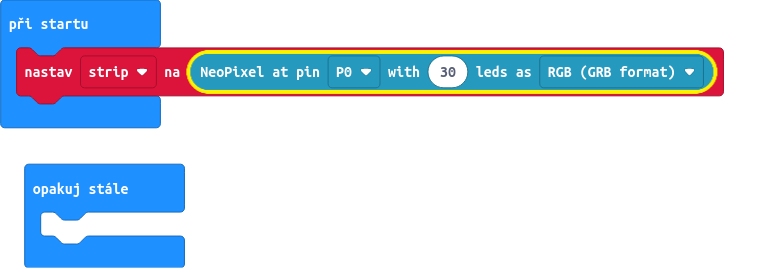 při startu
nastav strip na NeoPixel at pin P0 with 30 leds as RGB (GRB format)
opakuj stále